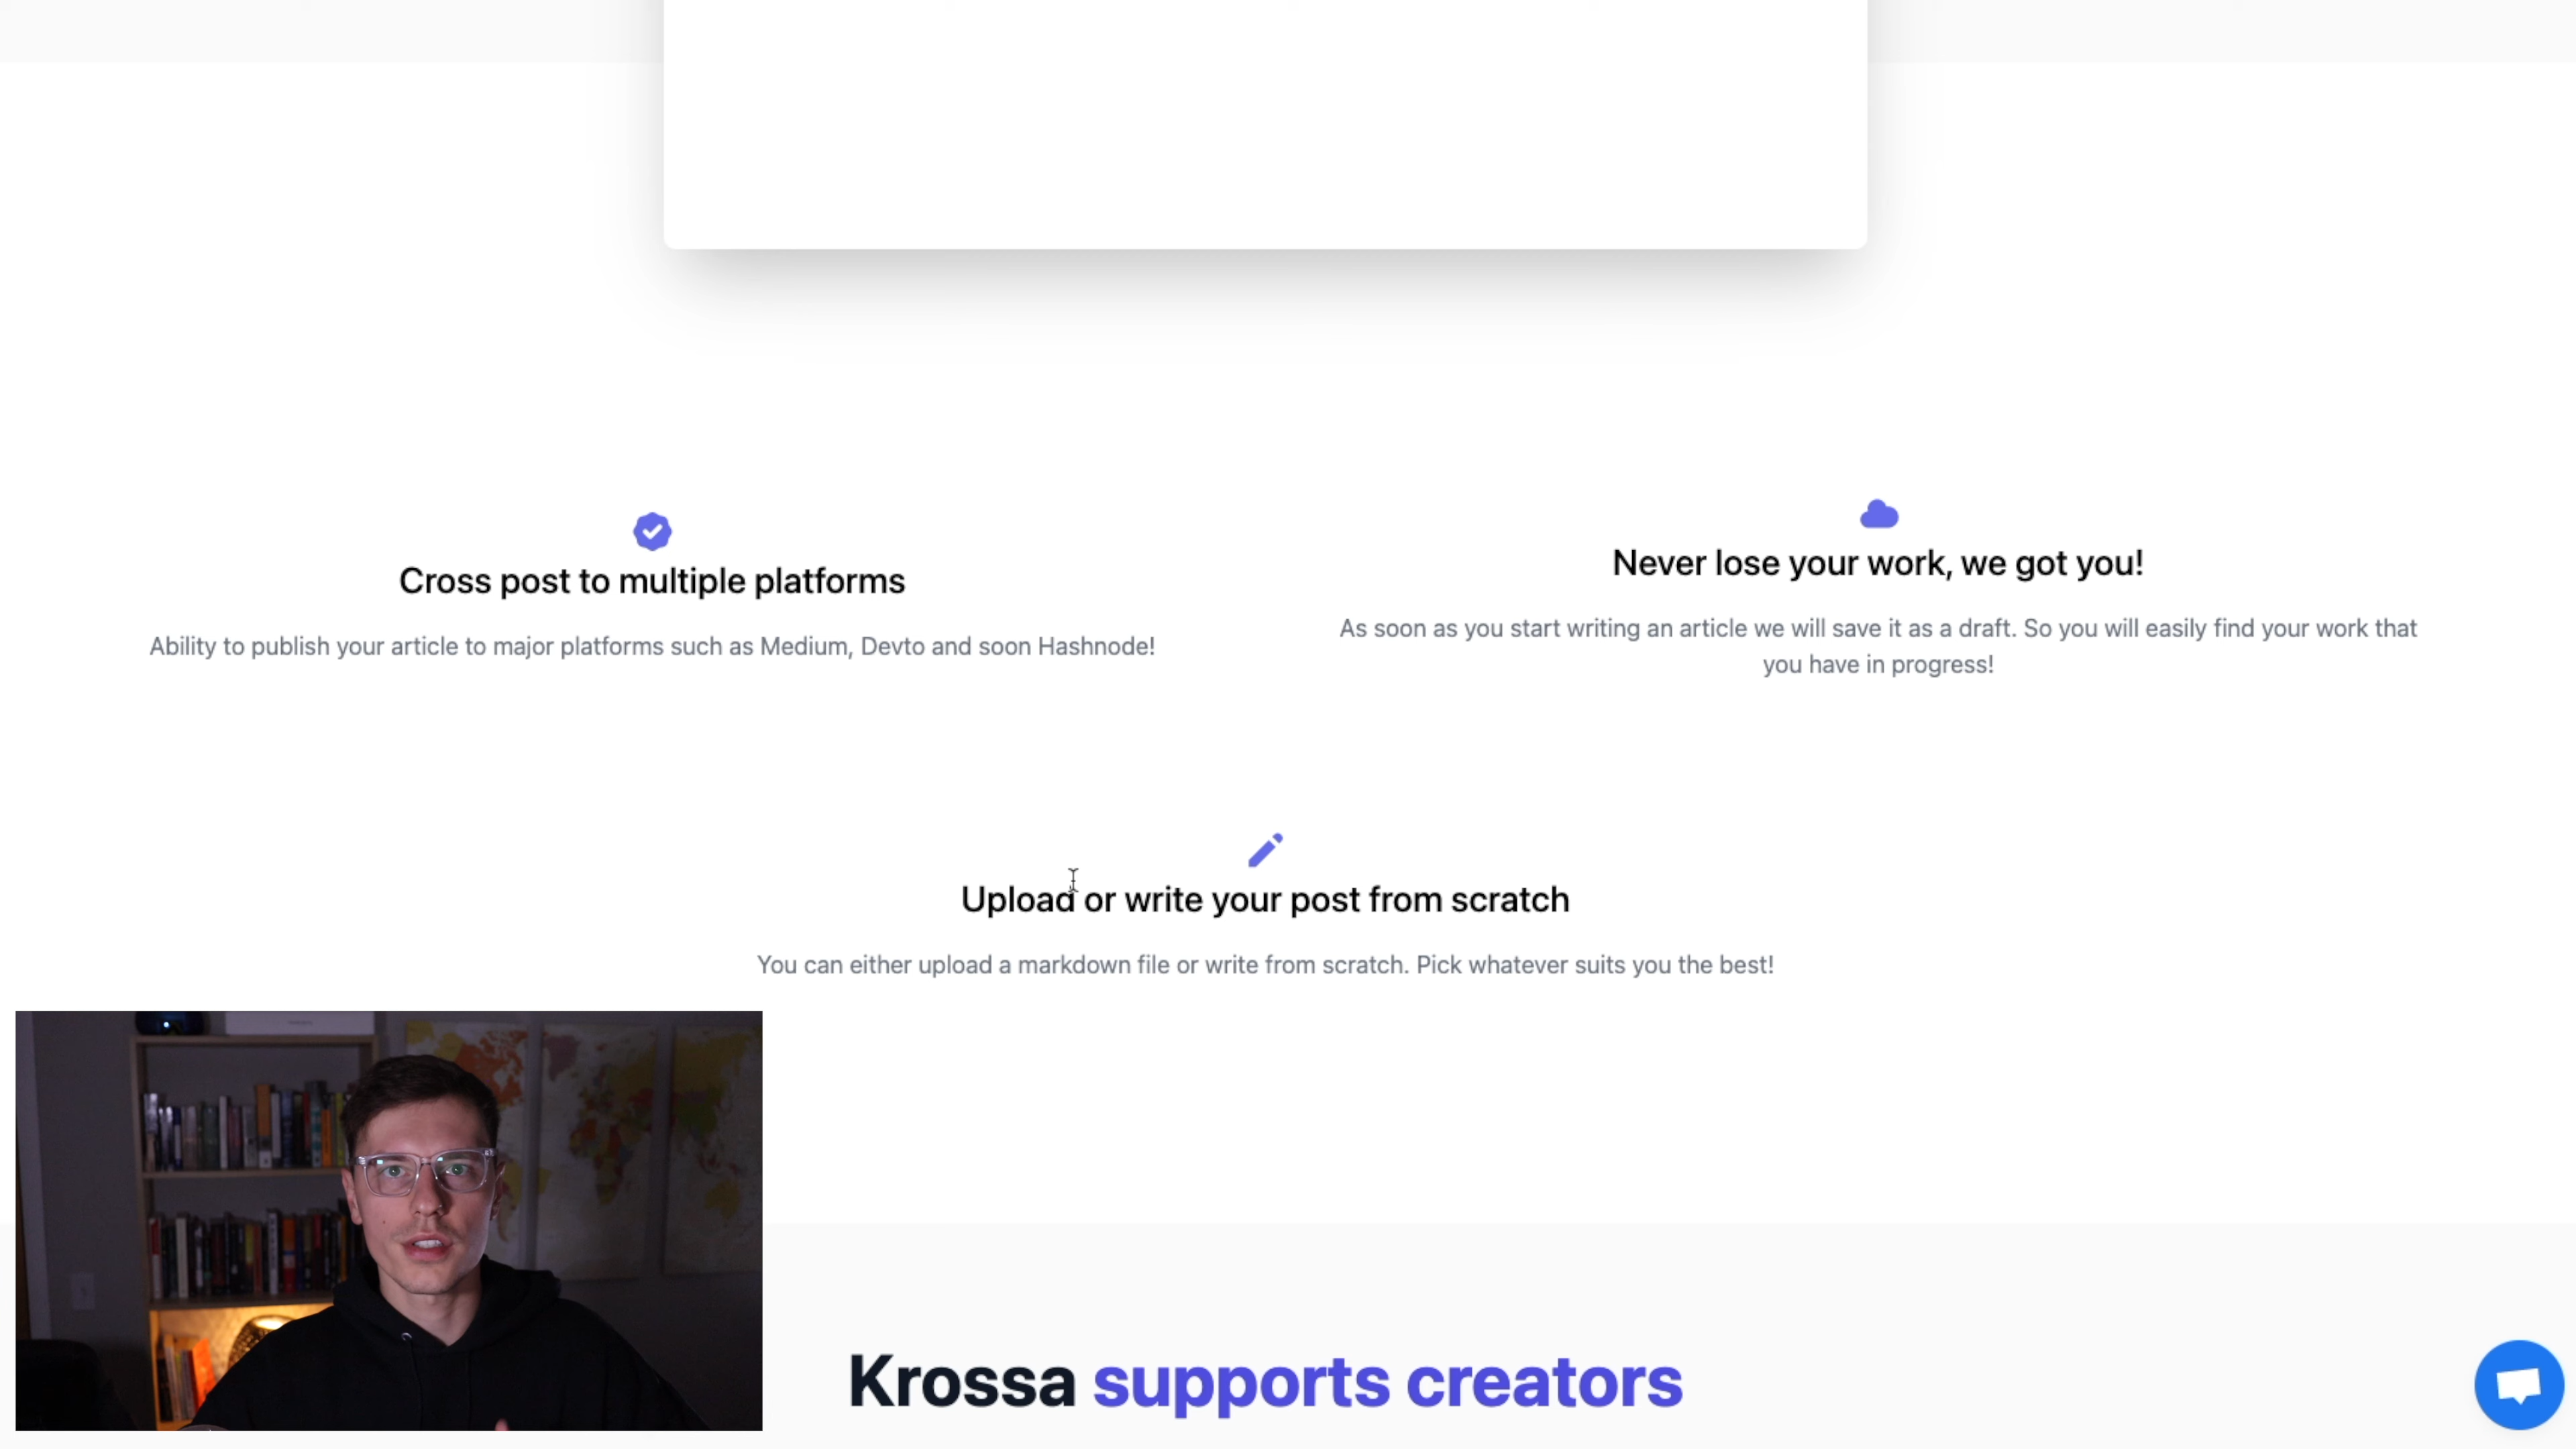 Cross post to multiple platforms
Ability to publish your article to major platforms such as Medium, Devto and soon Hashnode!
Never lose your work, we got you!
As soon as you start writing an article we will save it as a draft. So you will easily find your work that
you have in progress!
Upload or write your post from scratch
You can either upload a markdown file or write from scratch. Pick whatever suits you the best!
Krossa supports creators